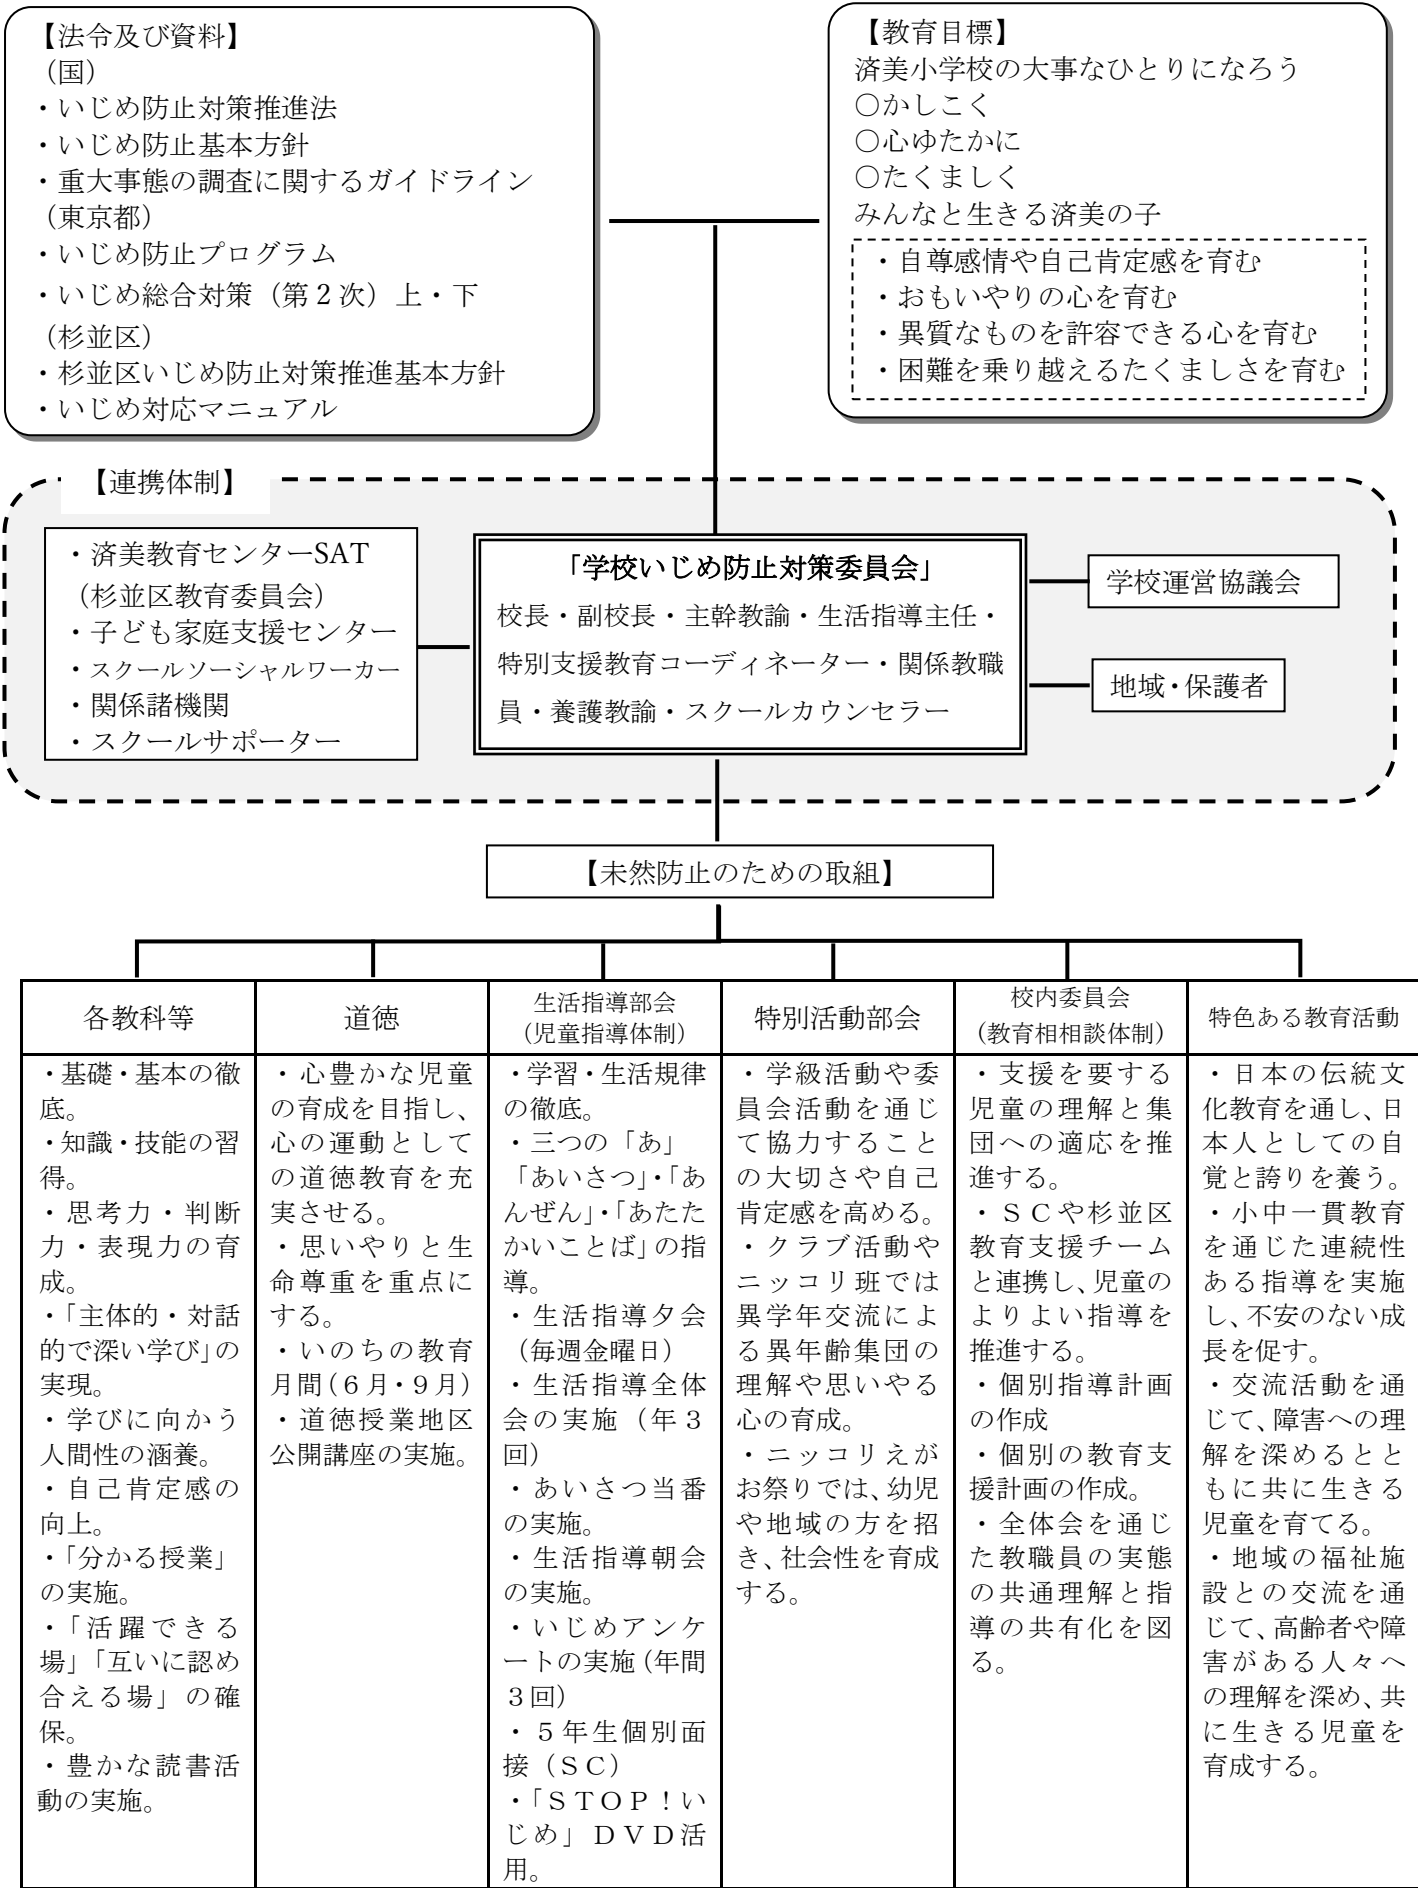 【法令及び資料】
（国）
・いじめ防止対策推進法
・いじめ防止基本方針
・重大事態の調査に関するガイドライン
（東京都）
・いじめ防止プログラム
・いじめ総合対策（第２次）上・下
（杉並区）
・杉並区いじめ防止対策推進基本方針
・いじめ対応マニュアル
【教育目標】
済美小学校の大事なひとりになろう
○かしこく
○心ゆたかに
○たくましく
みんなと生きる済美の子
・自尊感情や自己肯定感を育む
・おもいやりの心を育む
・異質なものを許容できる心を育む
・困難を乗り越えるたくましさを育む
【連携体制】
・済美教育センターSAT
（杉並区教育委員会）
・子ども家庭支援センター
・スクールソーシャルワーカー
・関係諸機関
・スクールサポーター
「学校いじめ防止対策委員会」
校長・副校長・主幹教諭・生活指導主任・
特別支援教育コーディネーター・関係教職
員・養護教諭・スクールカウンセラー
学校運営協議会
地域・保護者
【未然防止のための取組】
各教科等
・基礎・基本の徹
底。
・知識・技能の習
得。
・思考力・判断
力・表現力の育
成。
・「主体的・対話
的で深い学び」の
実現。
・学びに向かう
人間性の涵養。
・自己肯定感の
向上。
・「分かる授業」
の実施。
・「活躍できる
場」「互いに認め
合える場」の確
保。
・豊かな読書活
動の実施。
道徳
・心豊かな児童
の育成を目指し、
心の運動として
の道徳教育を充
実させる。
・思いやりと生
命尊重を重点に
する。
・いのちの教育
月間（６月・９月）
・道徳授業地区
公開講座の実施。
生活指導部会
（児童指導体制）
・学習・生活規律
の徹底。
・三つの「あ」
「あいさつ」・「あ
んぜん」・「あたた
かいことば」の指
導。
・生活指導夕会
（毎週金曜日）
・生活指導全体
会の実施（年３
回）
・あいさつ当番
の実施。
・生活指導朝会
の実施。
・いじめアンケ
ートの実施（年間
３回）
・５年生個別面
接（ＳＣ）
・「ＳＴＯＰ！い
じめ」ＤＶＤ活
用。
特別活動部会
・学級活動や委
員会活動を通じ
て協力すること
の大切さや自己
肯定感を高める。
・クラブ活動や
ニッコリ班では
異学年交流によ
る異年齢集団の
理解や思いやる
心の育成。
・ニッコリえが
お祭りでは、幼児
や地域の方を招
き、社会性を育成
する。
校内委員会
（教育相相談体制）
・支援を要する
児童の理解と集
団への適応を推
進する。
・ＳＣや杉並区
教育支援チーム
と連携し、児童の
よりよい指導を
推進する。
・個別指導計画
の作成
・個別の教育支
援計画の作成。
・全体会を通じ
た教職員の実態
の共通理解と指
導の共有化を図
る。
特色ある教育活動
・日本の伝統文
化教育を通し、日
本人としての自
覚と誇りを養う。
・小中一貫教育
を通じた連続性
ある指導を実施
し、不安のない成
長を促す。
・交流活動を通
じて、障害への理
解を深めるとと
もに共に生きる
児童を育てる。
・地域の福祉施
設との交流を通
じて、高齢者や障
害がある人々へ
の理解を深め、共
に生きる児童を
育成する。